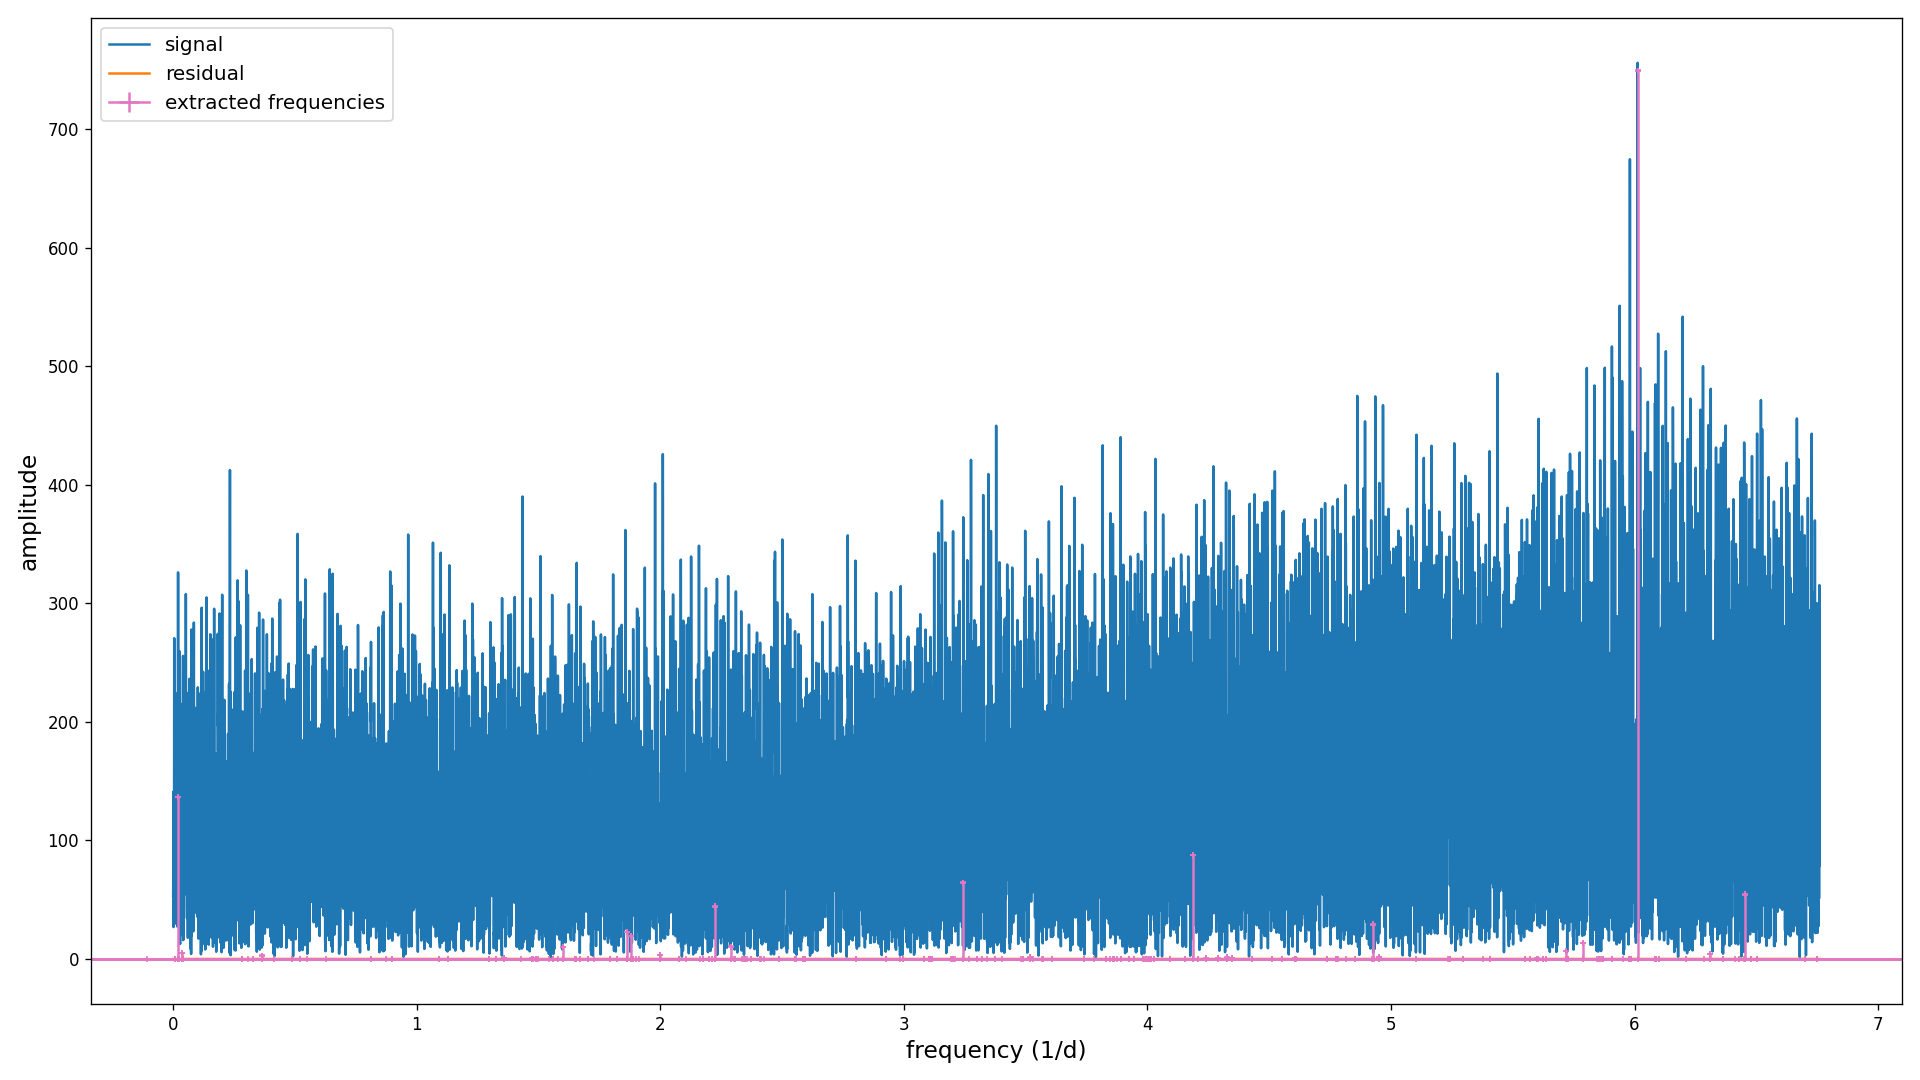 signal
residual
extracted frequencies
700
600
500
400
300
200
100
0
amplitude
0 1 2 3 4 5 6 7
frequency (1/d)